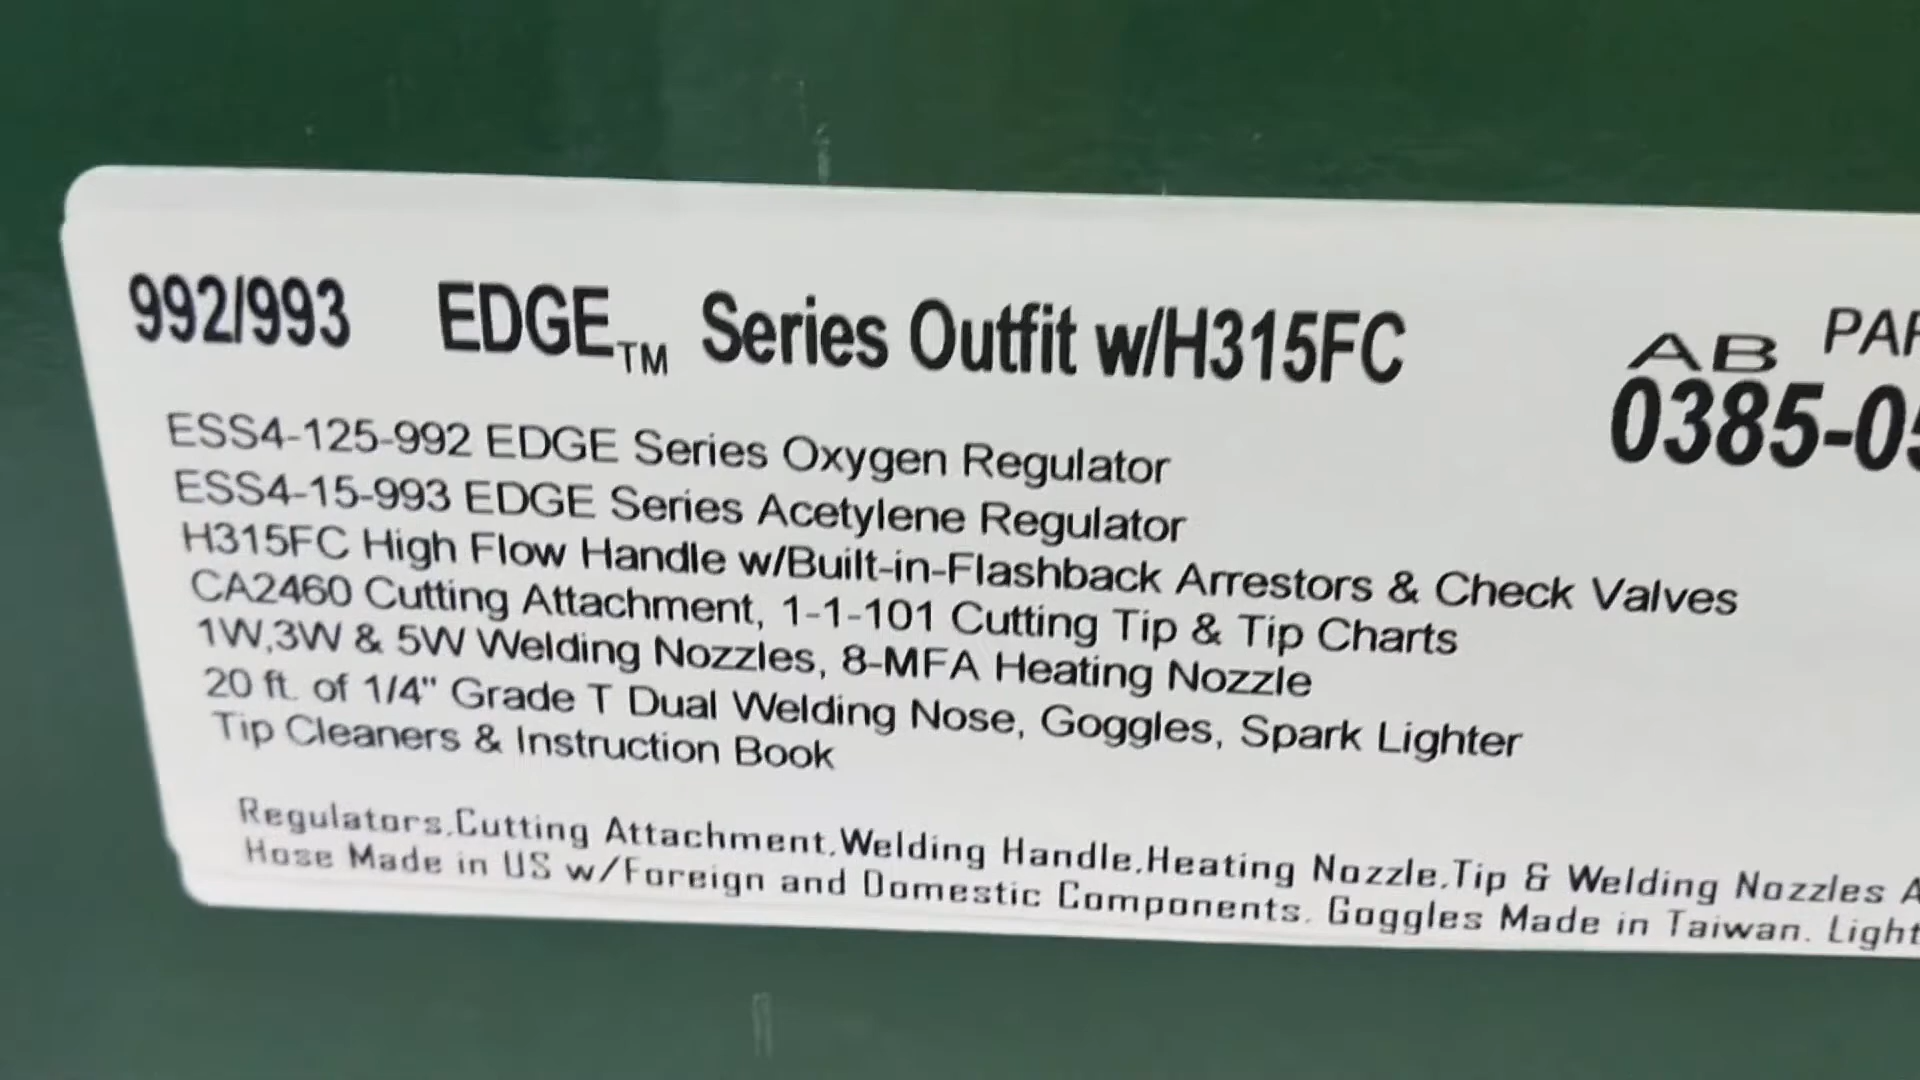 992/993 EDGE™ Series Outfit w/H315FC
AB
0385-0
ESS4-125-992 EDGE Series Oxygen Regulator
ESS4-15-993 EDGE Series Acetylene Regulator
H315FC High Flow Handle w/Built-in-Flashback Arrestors & Check Valves
CA2460 Cutting Attachment, 1-1-101 Cutting Tip & Tip Charts
1W,3W & 5W Welding Nozzles, 8-MFA Heating Nozzle
20 ft. of 1/4" Grade T Dual Welding Nose, Goggles, Spark Lighter
Tip Cleaners & Instruction Book
Regulators,Cutting Attachment,Welding Handle,Heating Nozzle,Tip & Welding Nozzles
Hose Made in US w/Foreign and Domestic Components. Goggles Made in Taiwan. Light